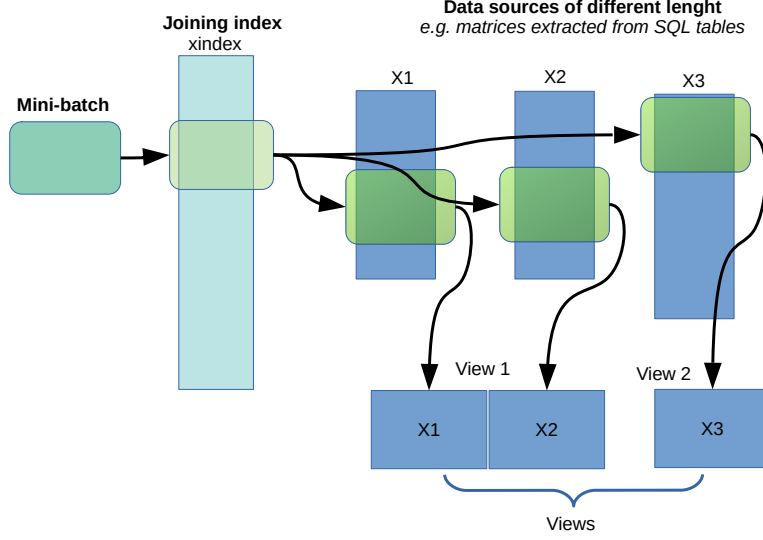 Data sources of different lenght
e.g. matrices extracted from SQL tables
Joining index
xindex
X1
X2
X3
Mini-batch
View 1
View 2
X1
X2
X3
Views